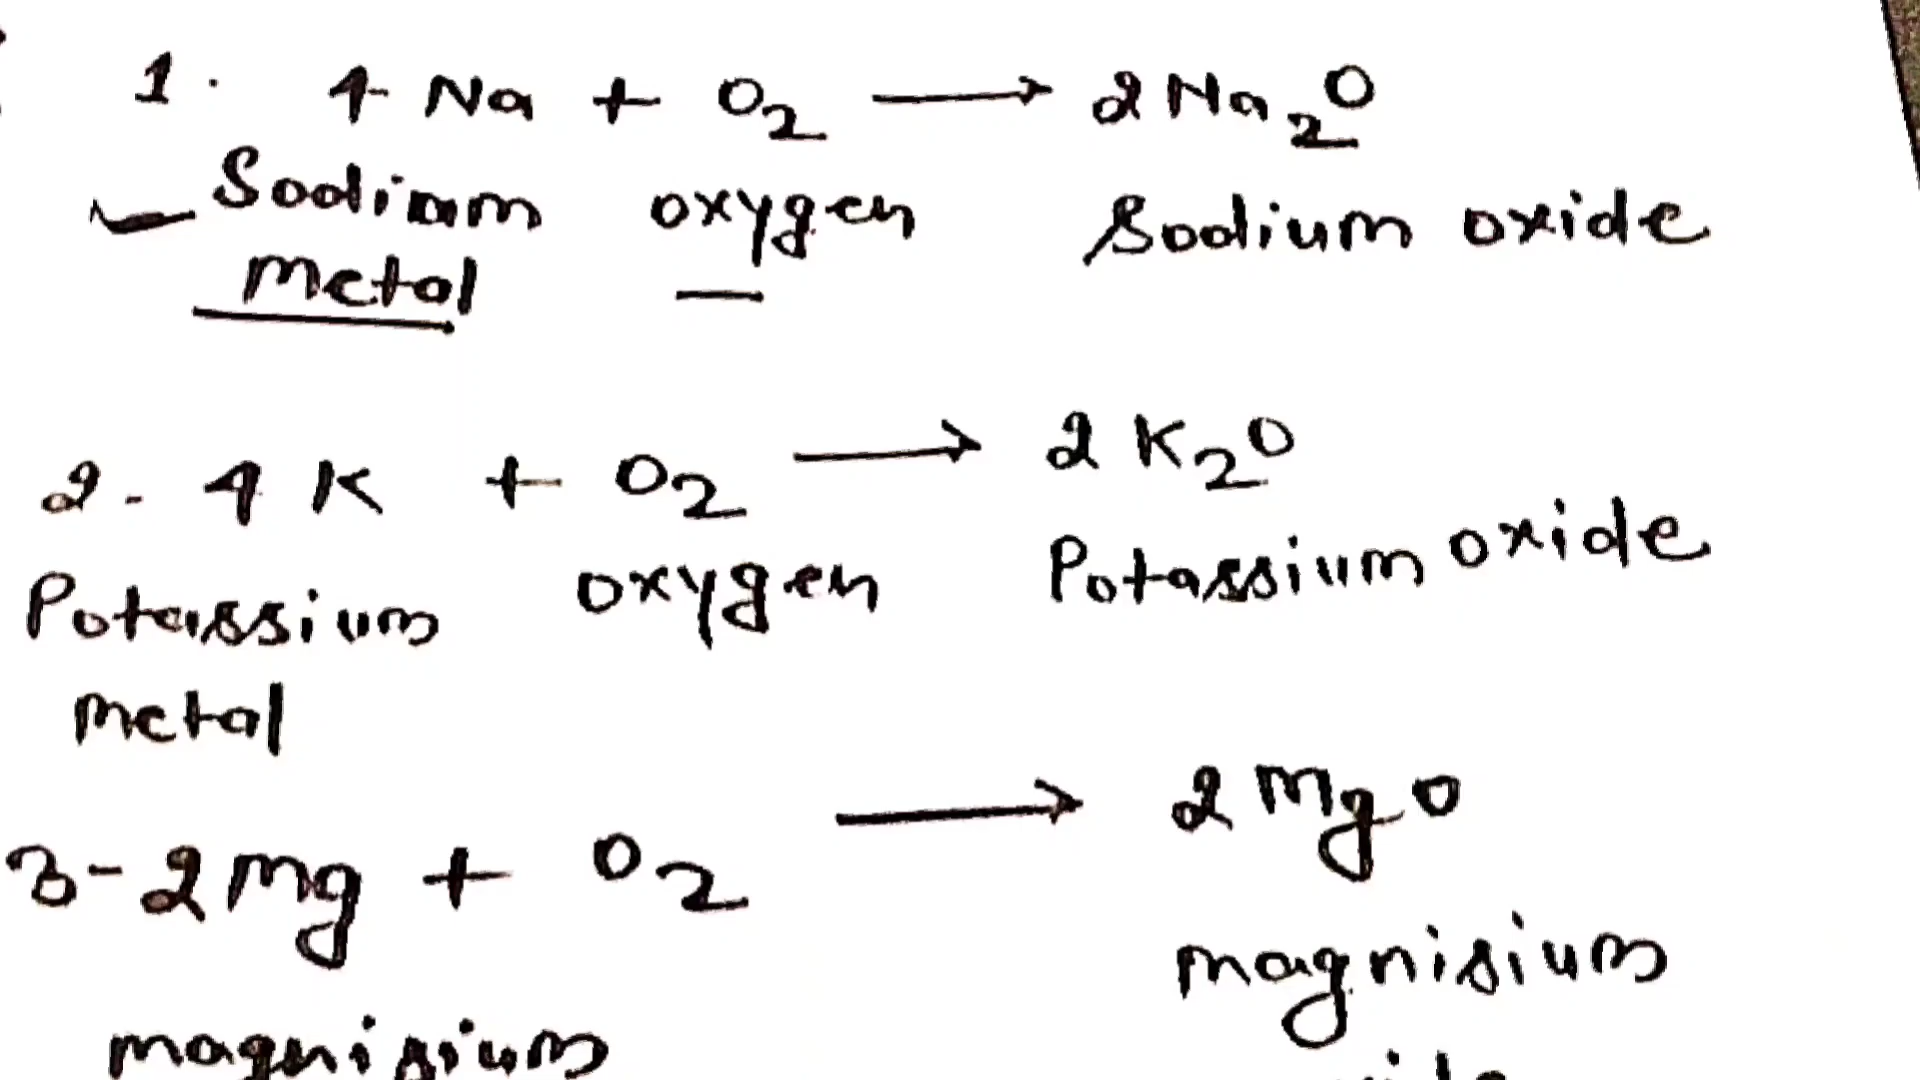 1. 4 Na + O2 → 2 Na2O
Sodium oxygen Sodium oxide
metal
2. 4 K + O2 → 2 K2O
Potassium oxygen Potassium oxide
metal
3- 2 mg + O2 → 2 MgO
magnisium magnisium